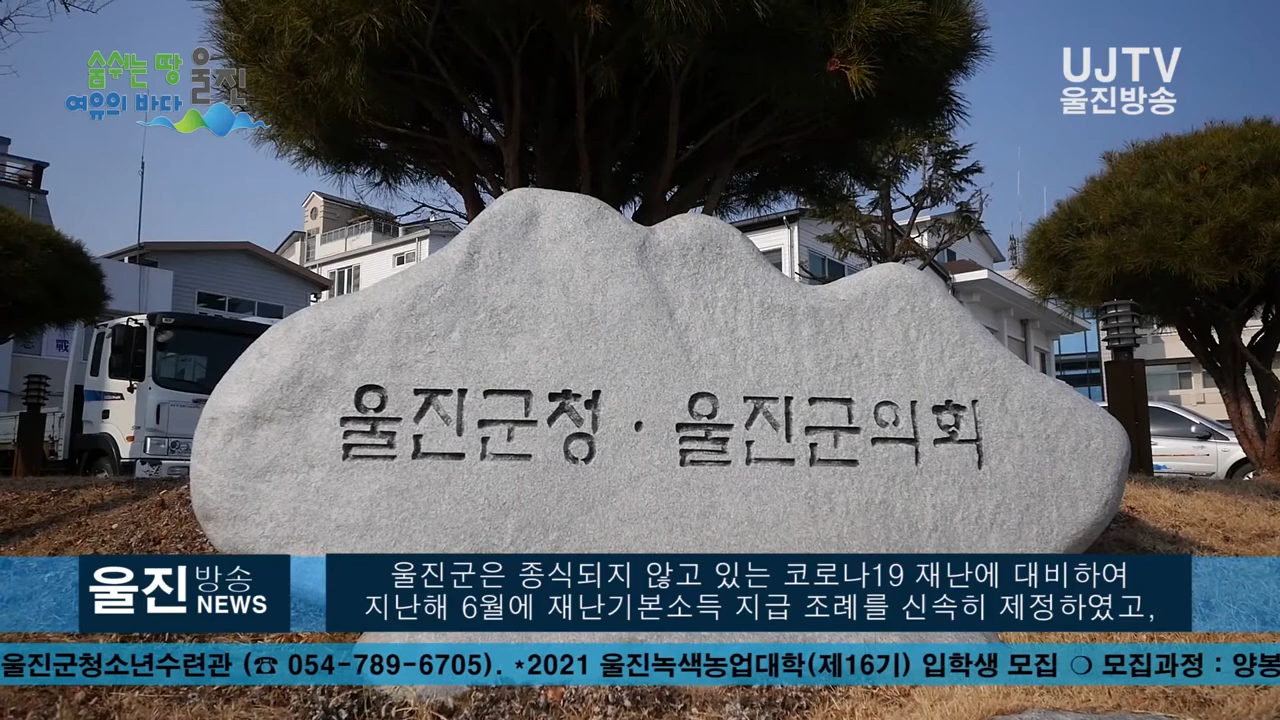 숨쉬는 땅 울진
여유의 바다
UJTV
울진방송
울진군청 · 울진군의회
울진방송 NEWS
울진군은 종식되지 않고 있는 코로나19 재난에 대비하여
지난해 6월에 재난기본소득 지급 조례를 신속히 제정하였고,
울진군청소년수련관 (☎ 054-789-6705). *2021 울진녹색농업대학(제16기) 입학생 모집 ❍ 모집과정 : 양봉